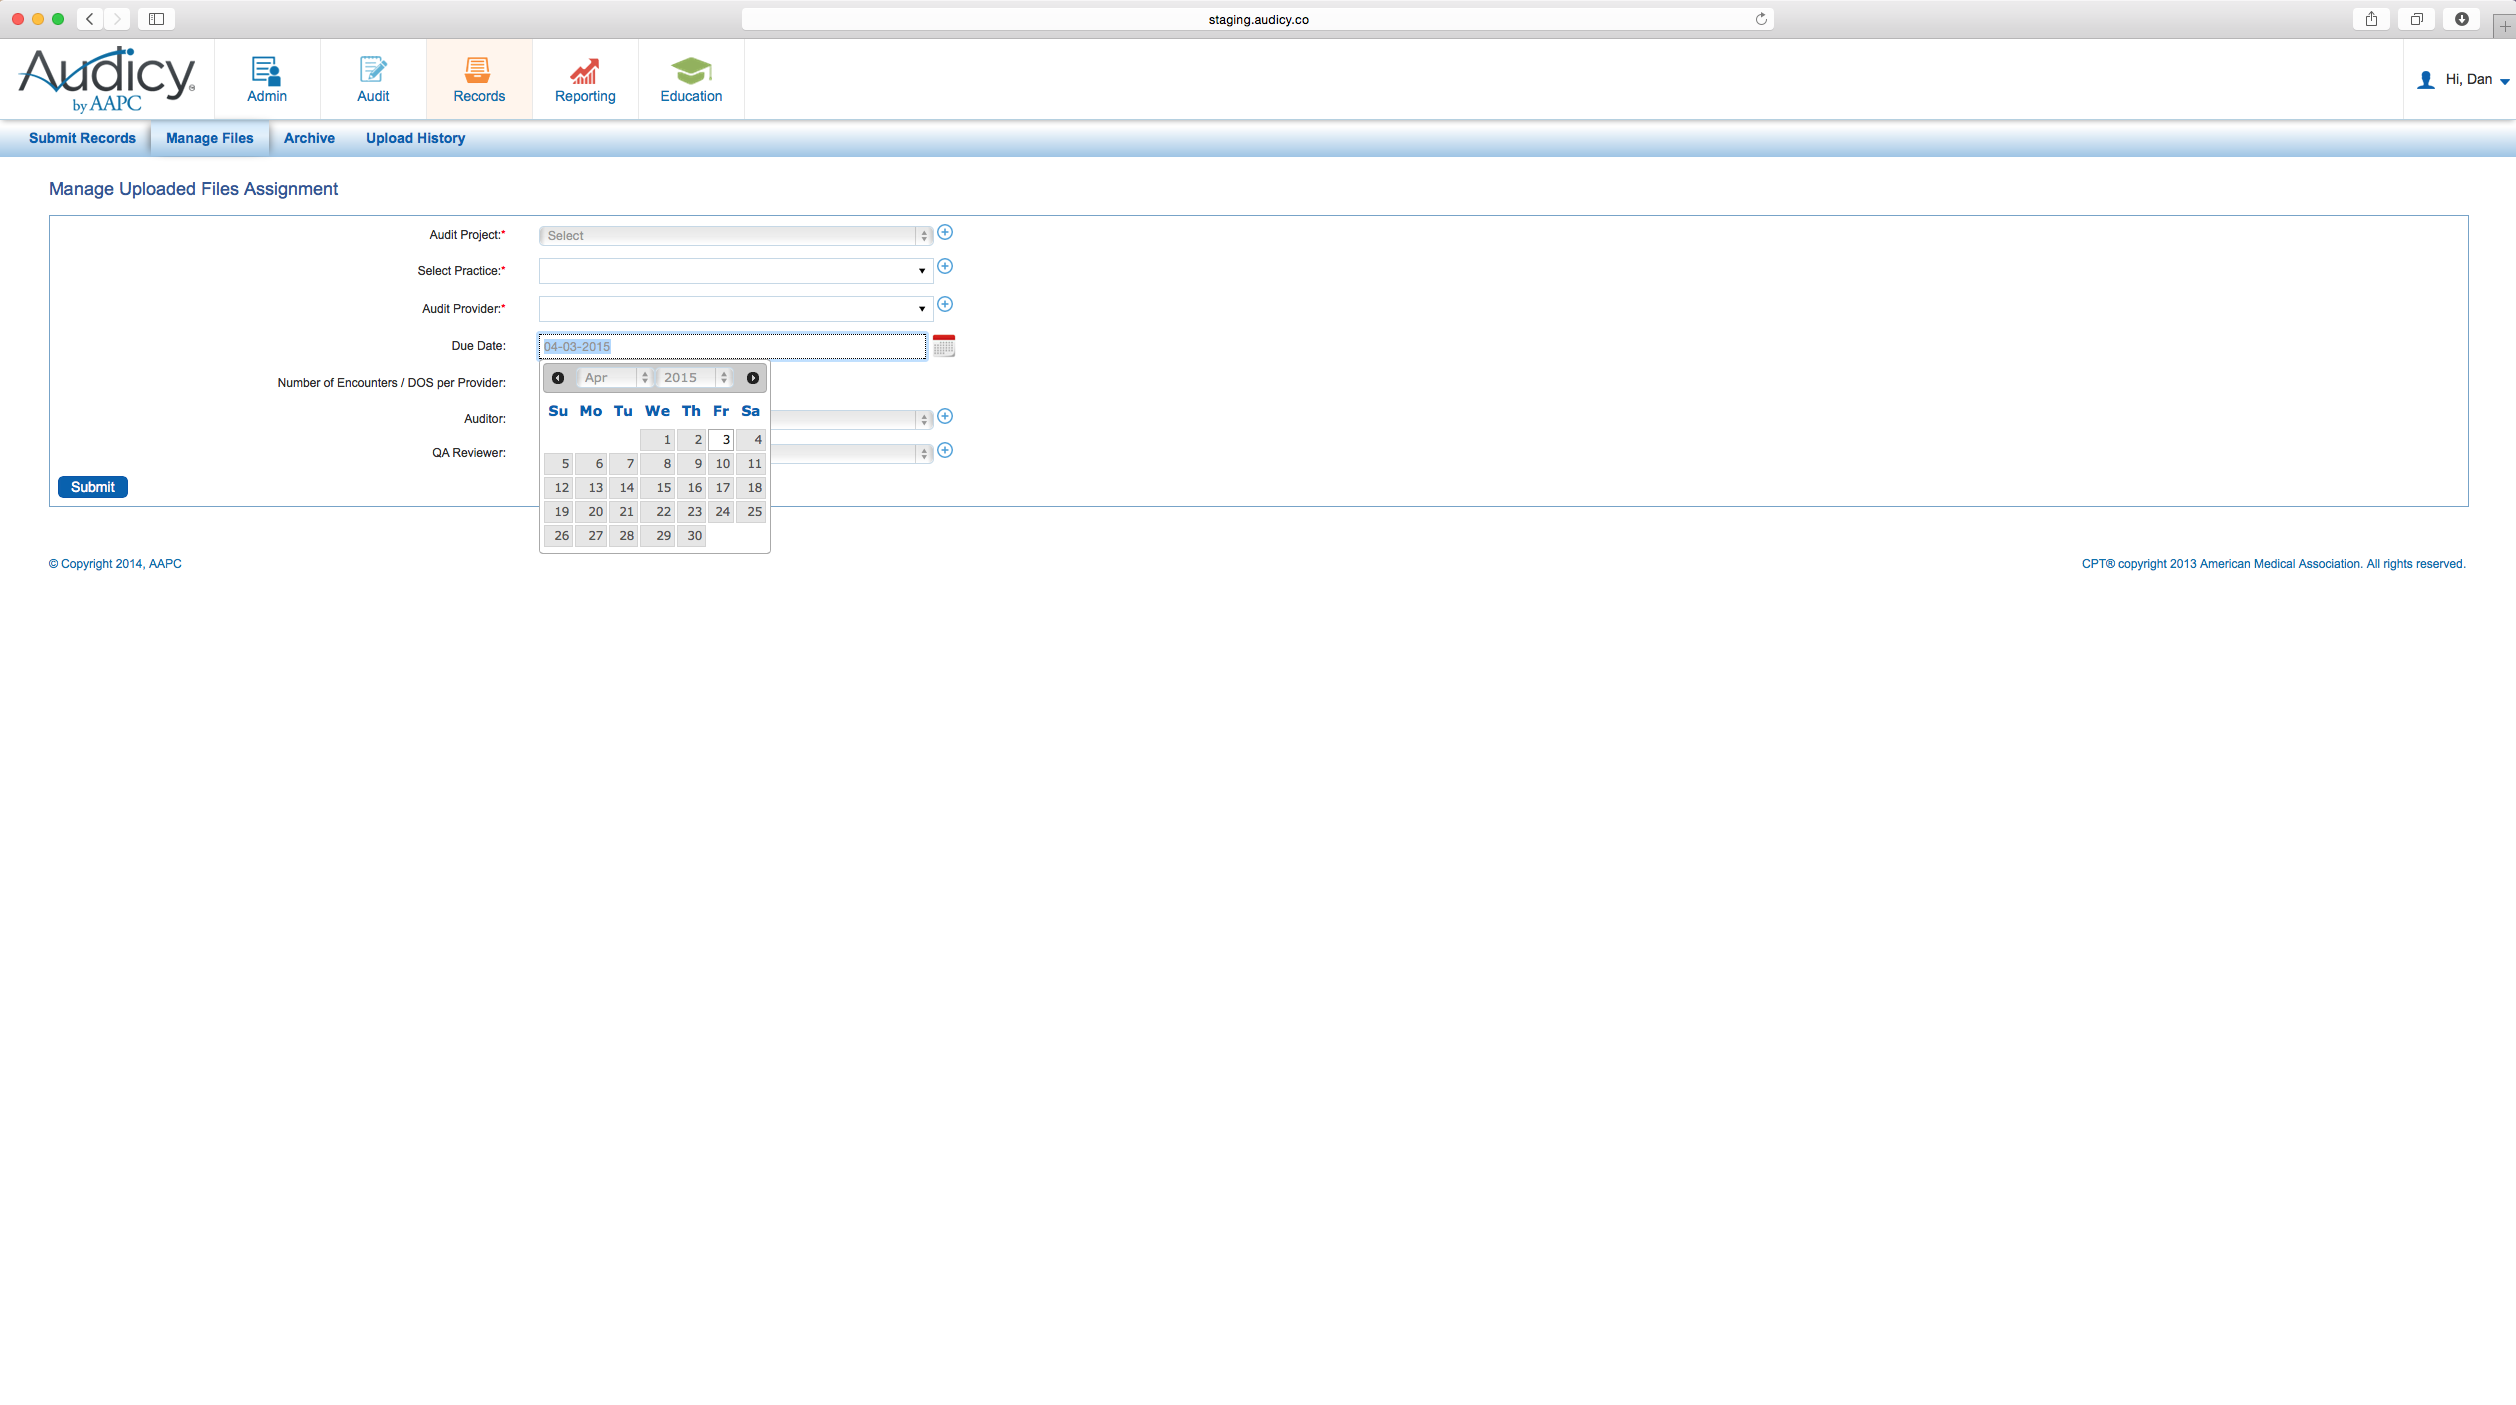 staging.audicy.co
Audicy
by AAPC
Admin
Audit
Records
Reporting
Education
Hi, Dan
Submit Records
Manage Files
Archive
Upload History
Manage Uploaded Files Assignment
Audit Project:*
Select
Select Practice:*
Audit Provider:*
Due Date:
04-03-2015
Number of Encounters / DOS per Provider:
Auditor:
QA Reviewer:
Apr 2015
Su Mo Tu We Th Fr Sa
1 2 3 4
5 6 7 8 9 10 11
12 13 14 15 16 17 18
19 20 21 22 23 24 25
26 27 28 29 30
Submit
© Copyright 2014, AAPC
CPT® copyright 2013 American Medical Association. All rights reserved.